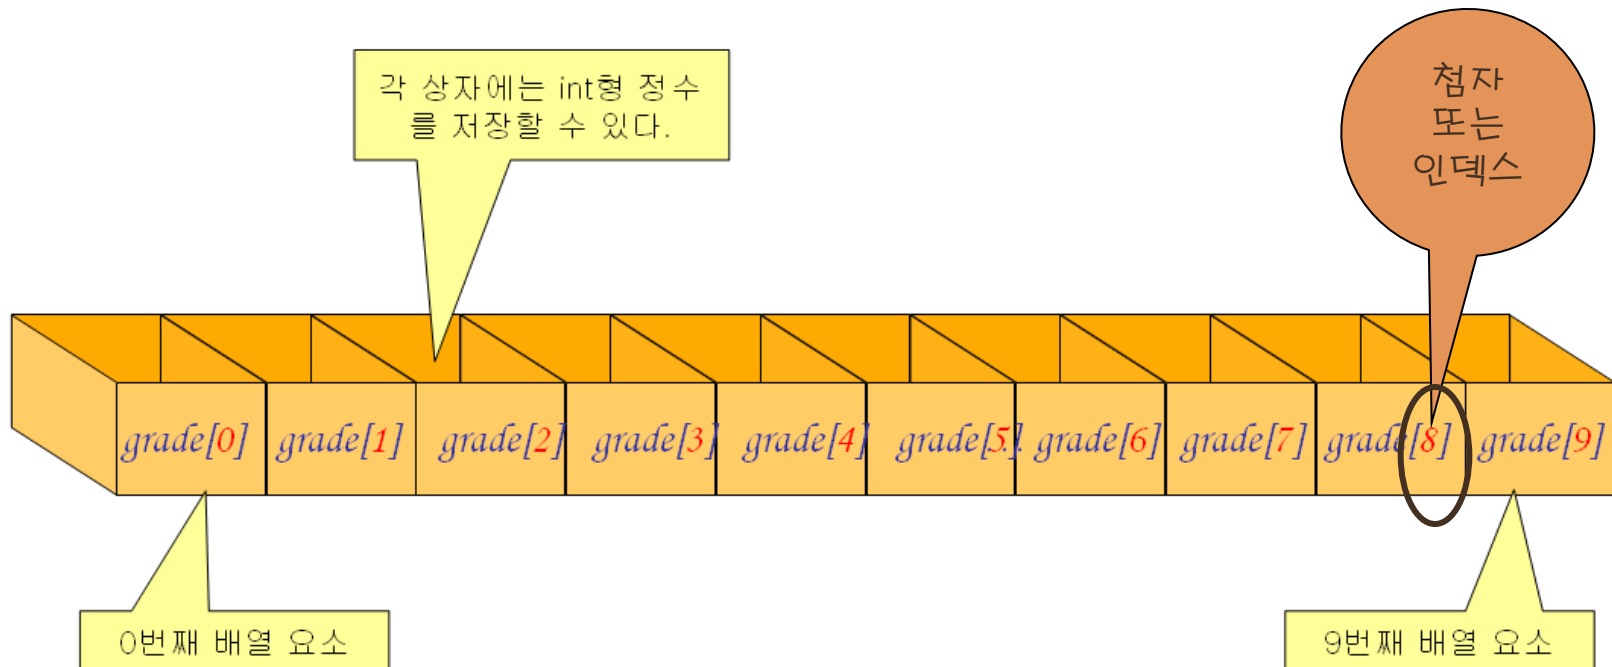 각 상자에는 int형 정수
를 저장할 수 있다.
첨자
또는
인덱스
grade[0] grade[1] grade[2] grade[3] grade[4] grade[5]. grade[6] grade[7] grade[8] grade[9]
0번째 배열 요소
9번째 배열 요소